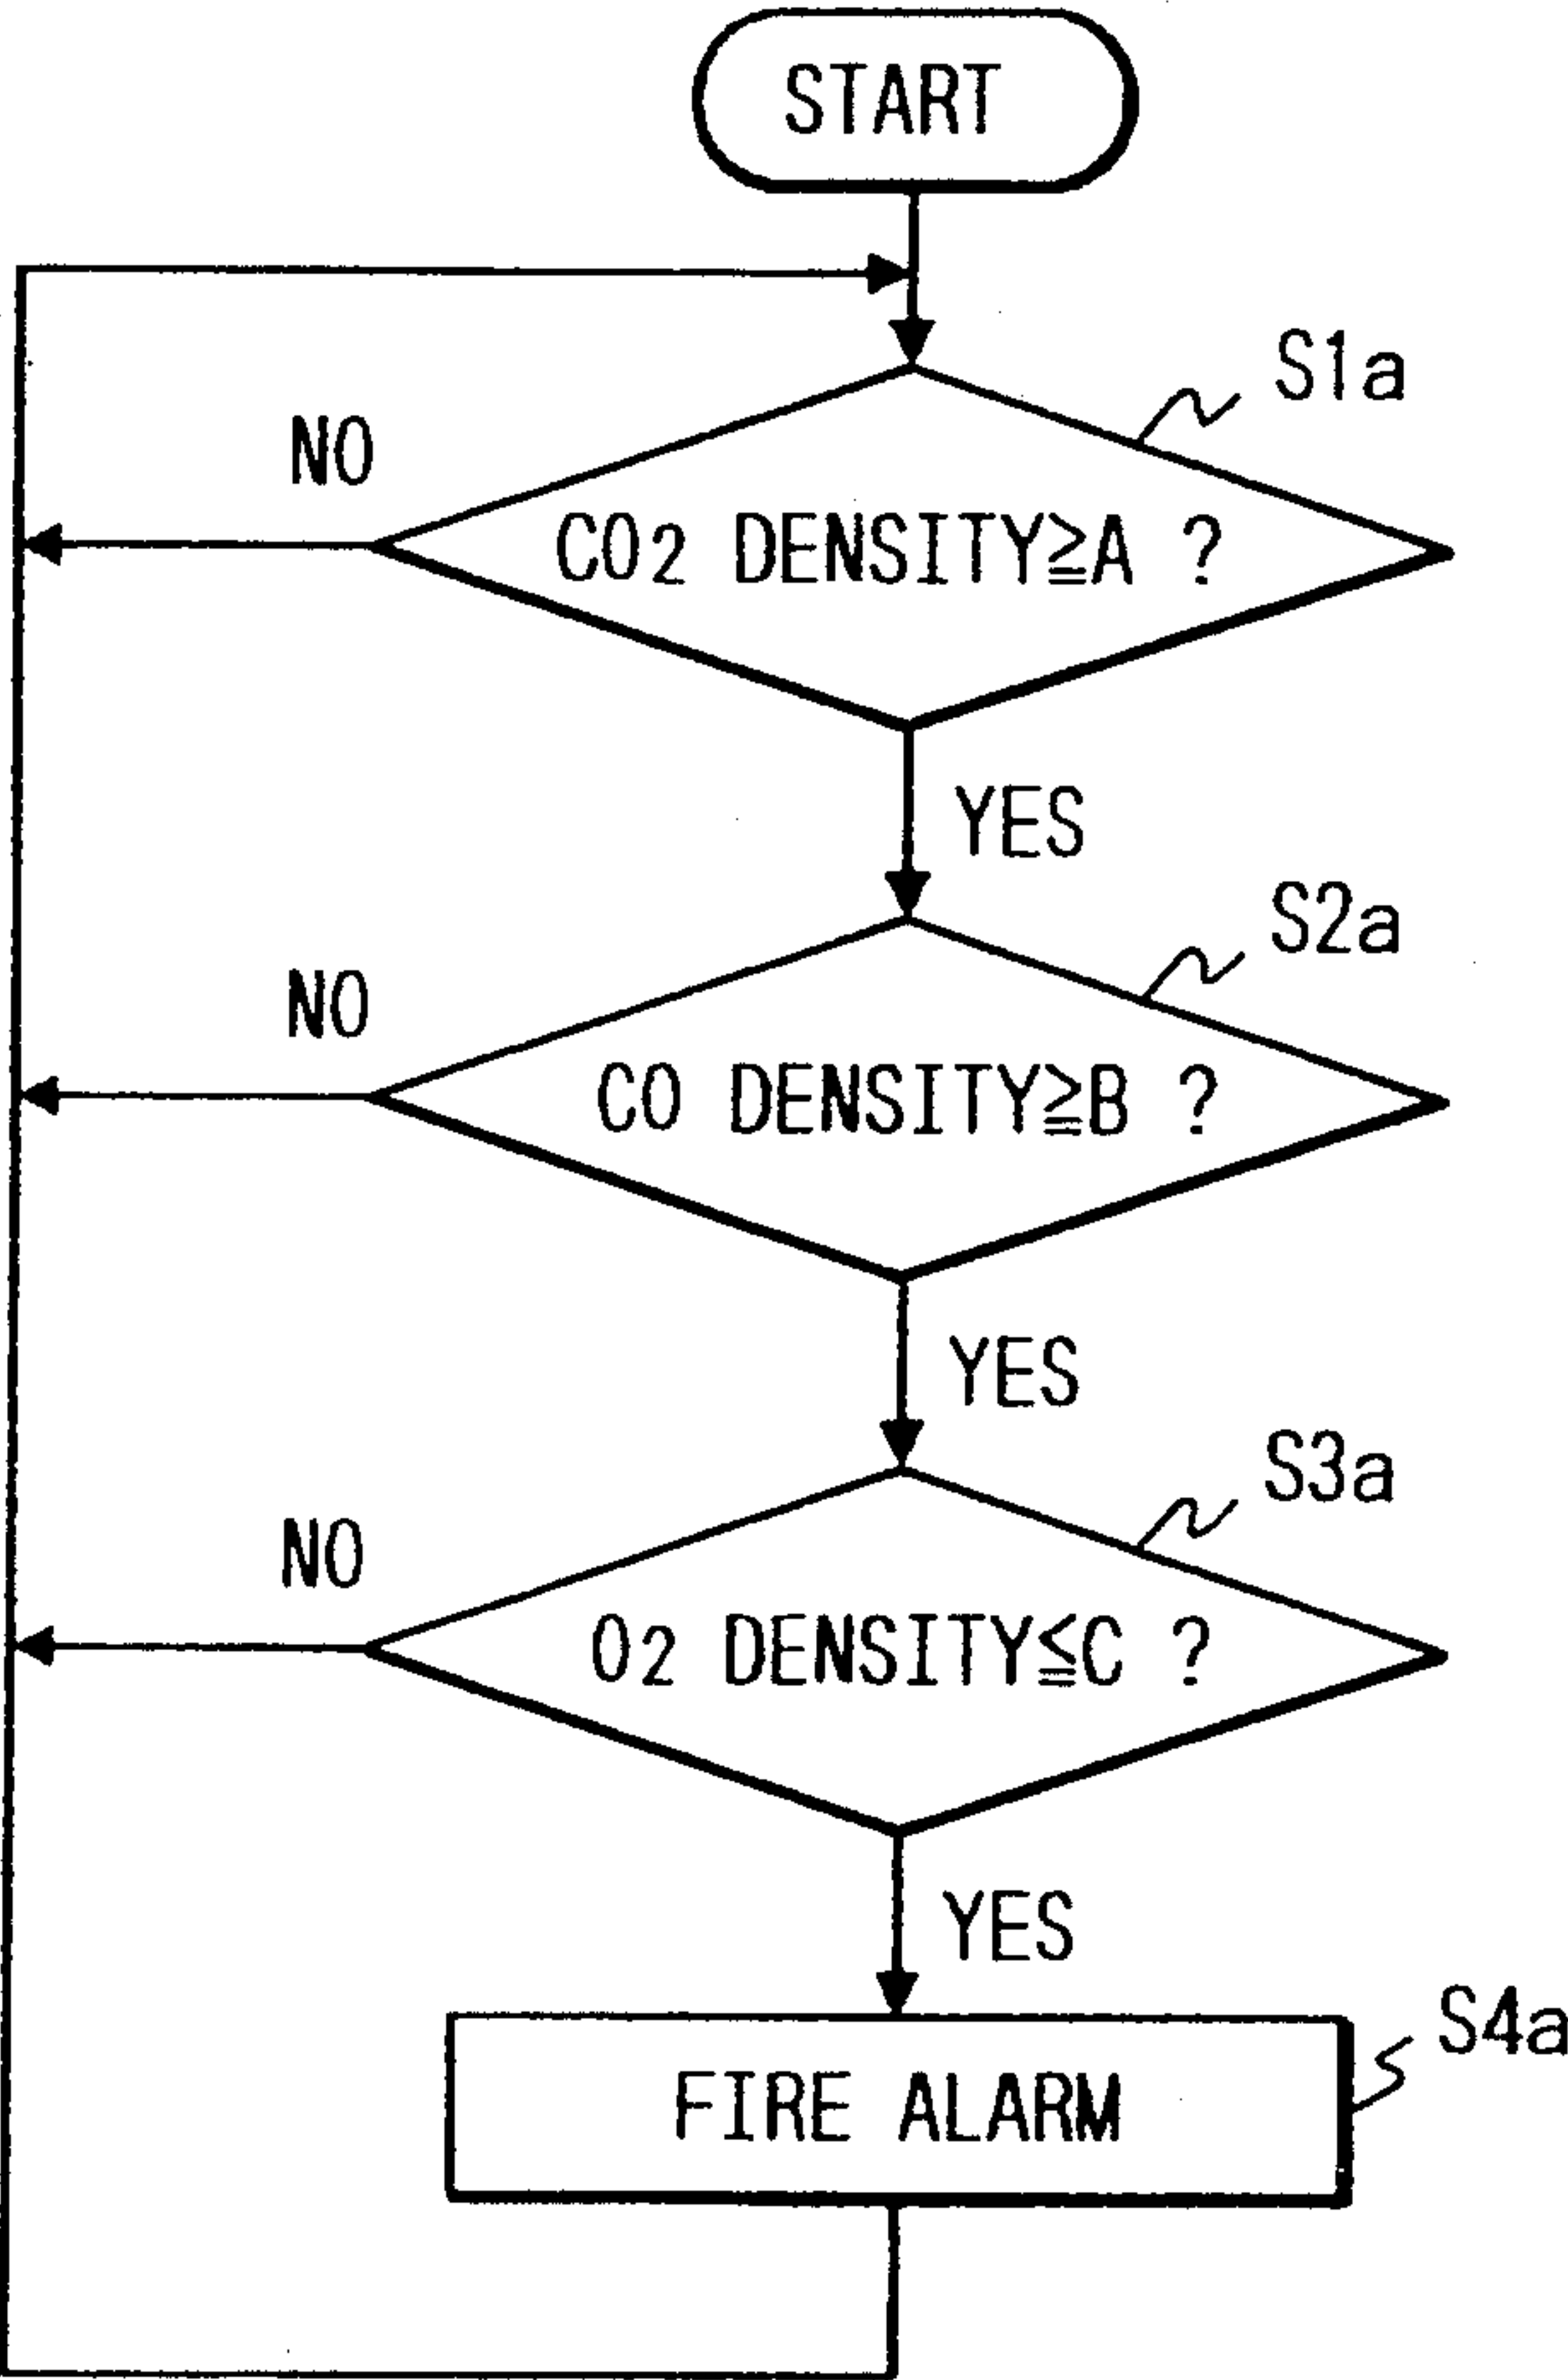 START
S1a
NO
CO2 DENSITY≧A ?
YES
S2a
NO
CO DENSITY≧B ?
YES
S3a
NO
O2 DENSITY≦C ?
YES
S4a
FIRE ALARM